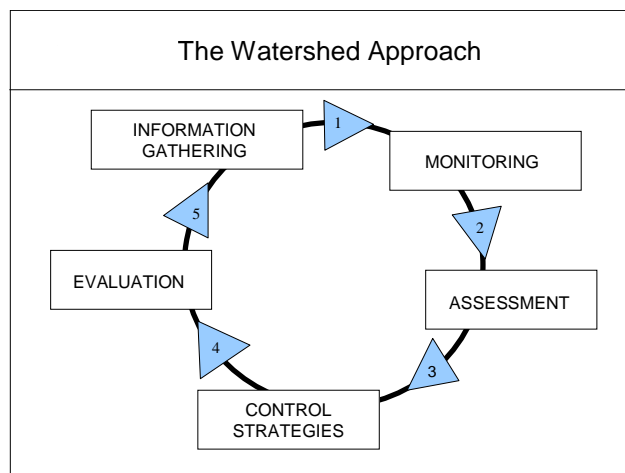 The Watershed Approach
INFORMATION
GATHERING
1
MONITORING
2
ASSESSMENT
3
CONTROL
STRATEGIES
4
EVALUATION
5